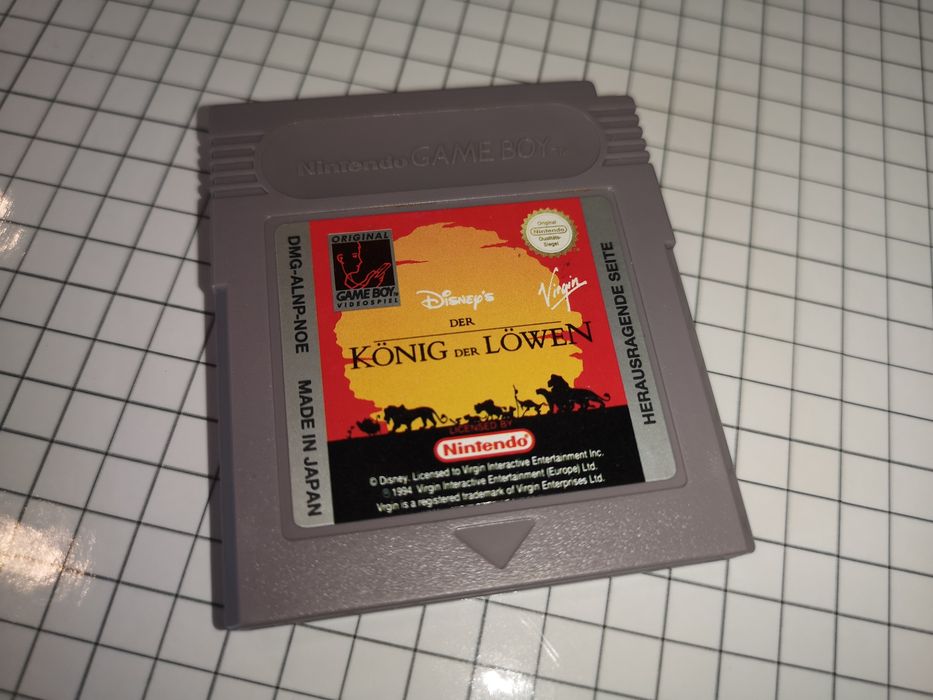 Nintendo GAME BOY™
ORIGINAL
GAME BOY™
VIDEOSPIEL
Original
Nintendo
Qualitäts-
Siegel
Disney's
Virgin
DER
KÖNIG DER LÖWEN
LICENSED BY
Nintendo®
© Disney. Licensed to Virgin Interactive Entertainment Inc.
© 1994 Virgin Interactive Entertainment (Europe) Ltd.
Virgin is a registered trademark of Virgin Enterprises Ltd.
DMG-ALNP-NOE MADE IN JAPAN
HERAUSRAGENDE SEITE